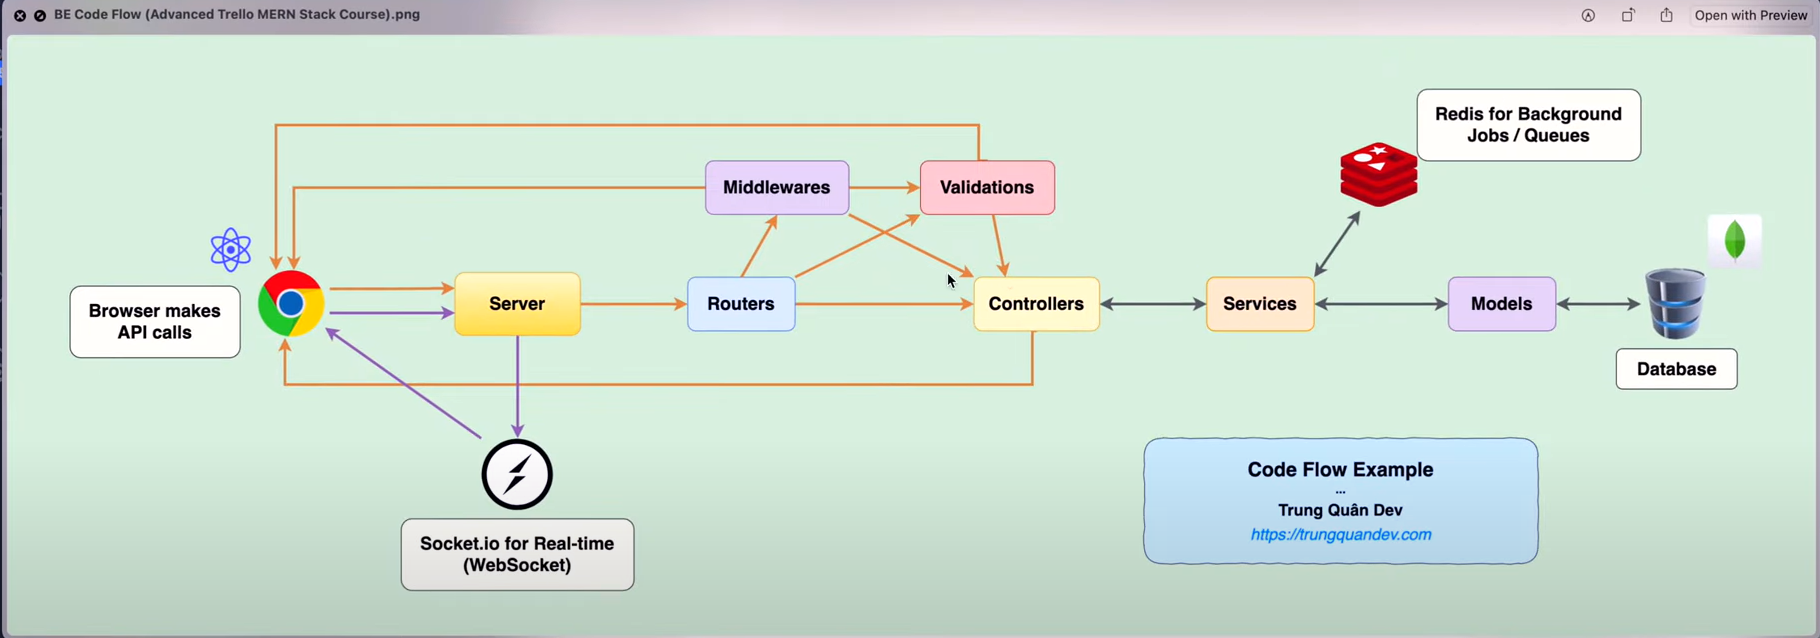 BE Code Flow (Advanced Trello MERN Stack Course).png
Open with Preview
Redis for Background
Jobs / Queues
Middlewares
Validations
Browser makes
API calls
Server
Routers
Controllers
Services
Models
Database
Socket.io for Real-time
(WebSocket)
Code Flow Example
...
Trung Quân Dev
https://trungquandev.com